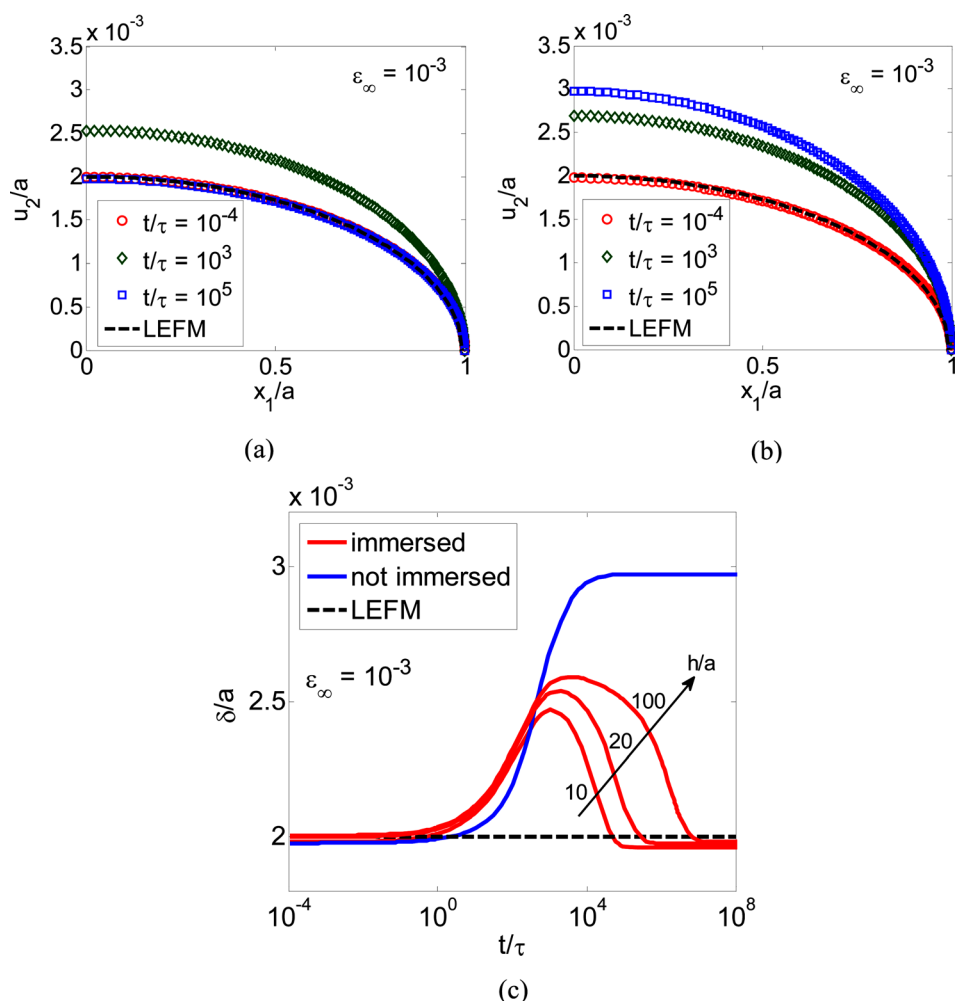 x 10⁻³
3.5
3
2.5
2
1.5
1
0.5
0
u₂/a
ε∞ = 10⁻³
t/τ = 10⁻⁴
t/τ = 10³
t/τ = 10⁵
LEFM
0
0.5
1
x₁/a
(a)
x 10⁻³
3.5
3
2.5
2
1.5
1
0.5
0
u₂/a
ε∞ = 10⁻³
t/τ = 10⁻⁴
t/τ = 10³
t/τ = 10⁵
LEFM
0
0.5
1
x₁/a
(b)
x 10⁻³
3
2.5
2
δ/a
immersed
not immersed
LEFM
ε∞ = 10⁻³
h/a
100
20
10
10⁻⁴
10⁰
10⁴
10⁸
t/τ
(c)